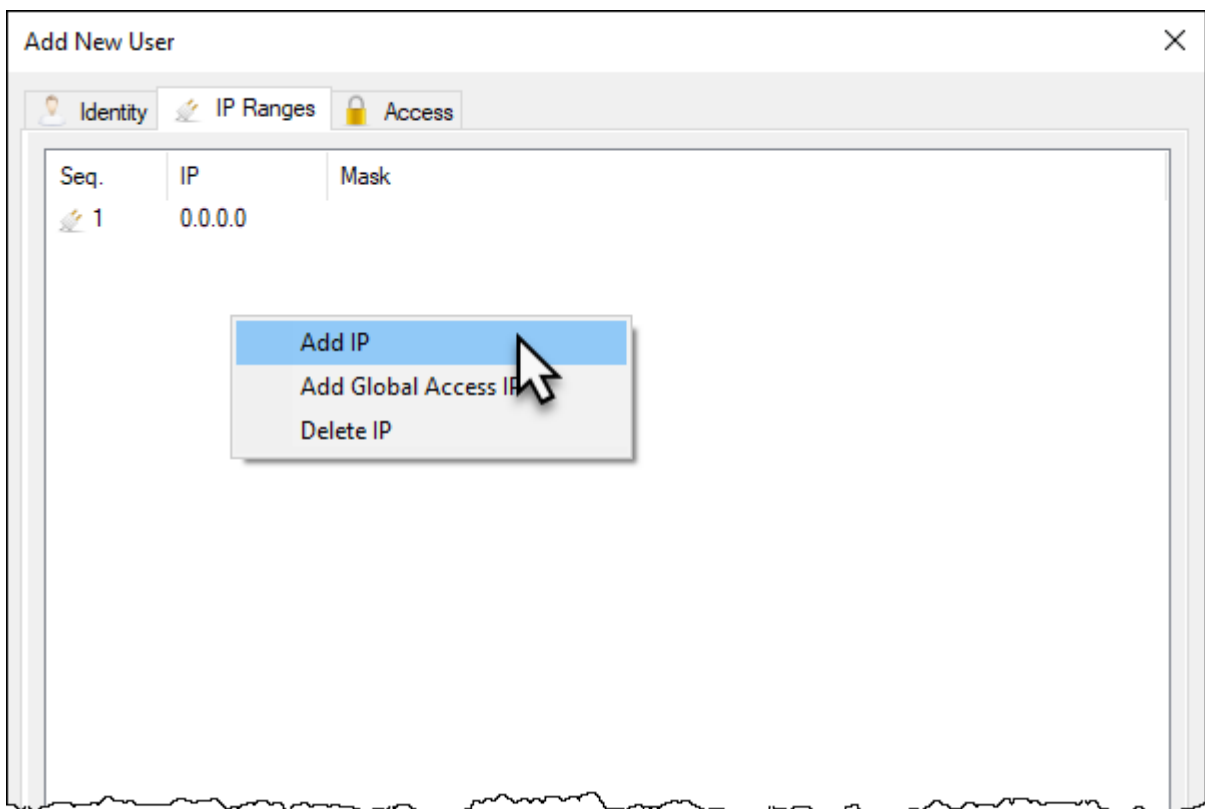 Add New User
Identity IP Ranges Access
Seq. IP Mask
1 0.0.0.0
Add IP
Add Global Access IP
Delete IP